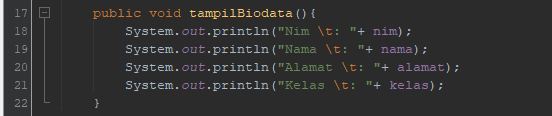 17 public void tampilBiodata(){
18 System.out.println("Nim \t: "+ nim);
19 System.out.println("Nama \t: "+ nama);
20 System.out.println("Alamat \t: "+ alamat);
21 System.out.println("Kelas \t: "+ kelas);
22 }